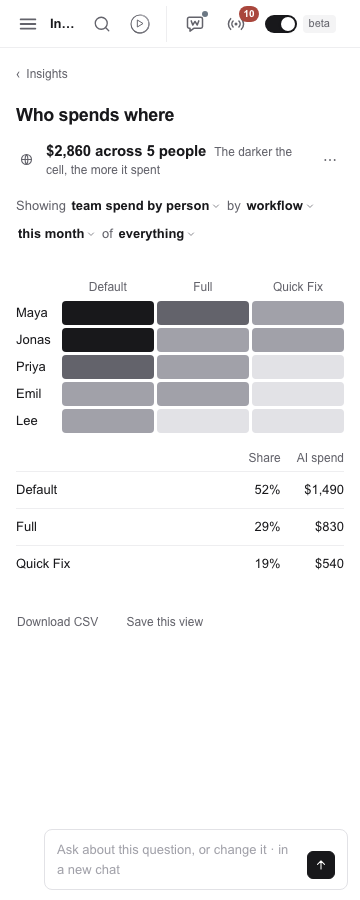 In...
10
beta
‹ Insights
Who spends where
$2,860 across 5 people The darker the
cell, the more it spent
...
Showing team spend by person by workflow
this month of everything
Default Full Quick Fix
Maya
Jonas
Priya
Emil
Lee
Share AI spend
Default 52% $1,490
Full 29% $830
Quick Fix 19% $540
Download CSV Save this view
Ask about this question, or change it · in
a new chat